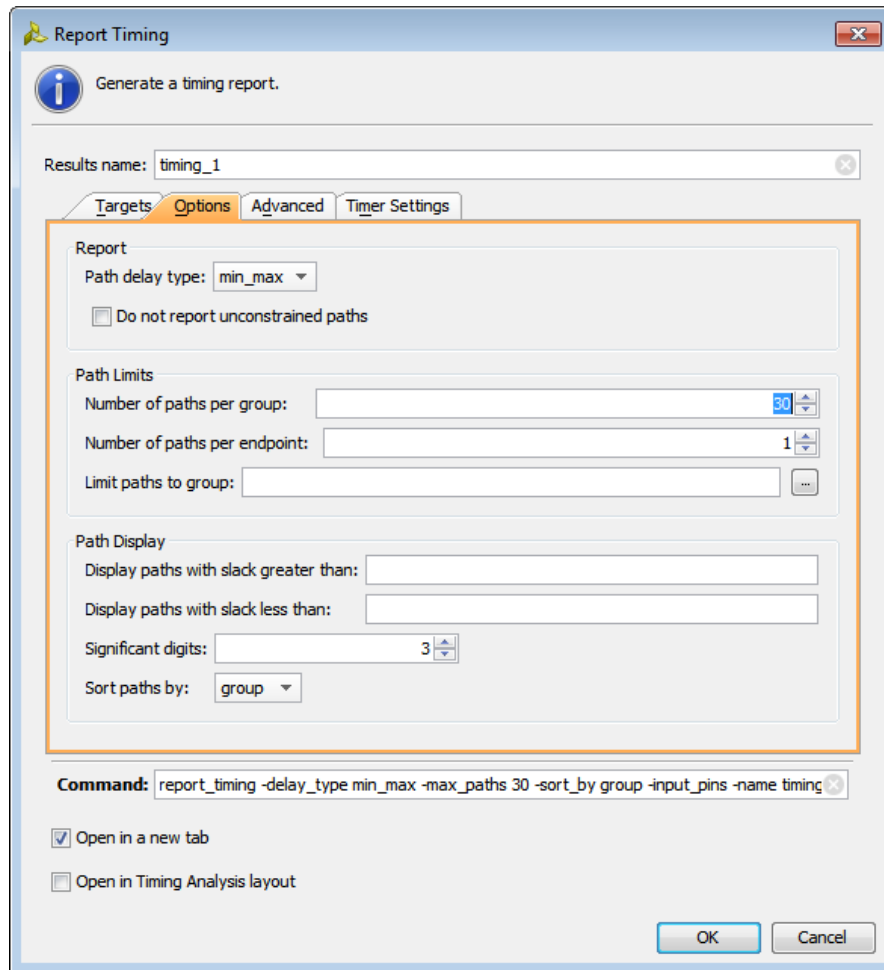 Report Timing
Generate a timing report.
Results name: timing_1
Targets Options Advanced Timer Settings
Report
Path delay type: min_max
Do not report unconstrained paths
Path Limits
Number of paths per group: 30
Number of paths per endpoint: 1
Limit paths to group: ...
Path Display
Display paths with slack greater than:
Display paths with slack less than:
Significant digits: 3
Sort paths by: group
Command: report_timing -delay_type min_max -max_paths 30 -sort_by group -input_pins -name timing
Open in a new tab
Open in Timing Analysis layout
OK Cancel